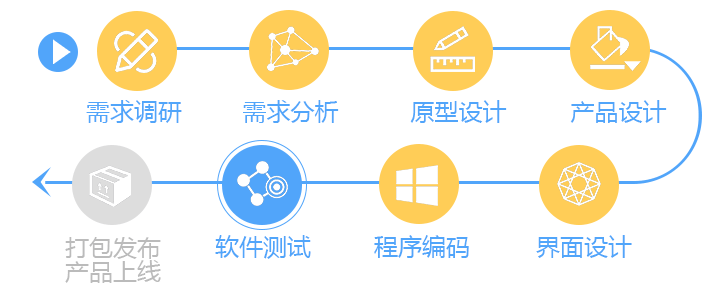 需求调研
需求分析
原型设计
产品设计
界面设计
程序编码
软件测试
打包发布
产品上线